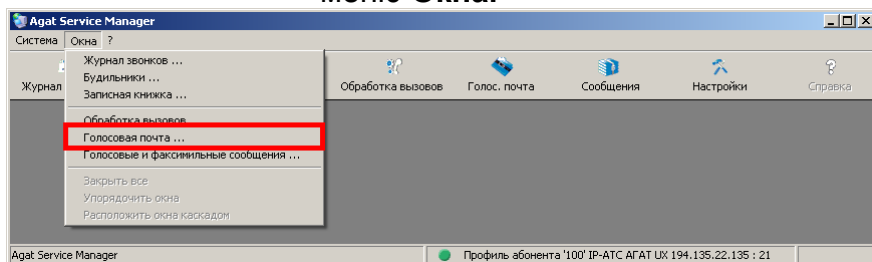 меню Окна.
Agat Service Manager
Система Окна ?
Журнал звонков ...
Будильники ...
Записная книжка ...
Обработка вызовов
Голосовая почта ...
Голосовые и факсимильные сообщения ...
Закрыть все
Упорядочить окна
Расположить окна каскадом
Журнал
Обработка вызовов
Голос. почта
Сообщения
Настройки
Справка
Agat Service Manager
Профиль абонента '100' IP-АТС АГАТ UX 194.135.22.135 : 21